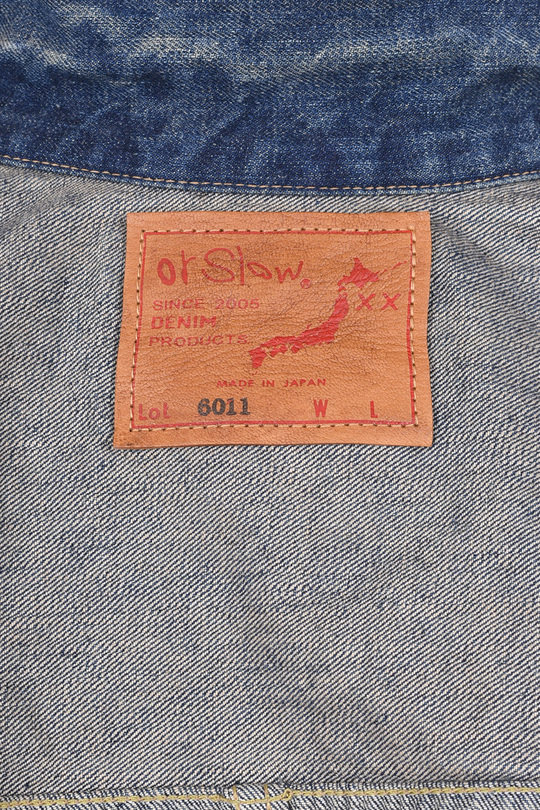 orSlow®
SINCE 2005
DENIM
PRODUCTS.
XX
MADE IN JAPAN
Lot 6011 W L